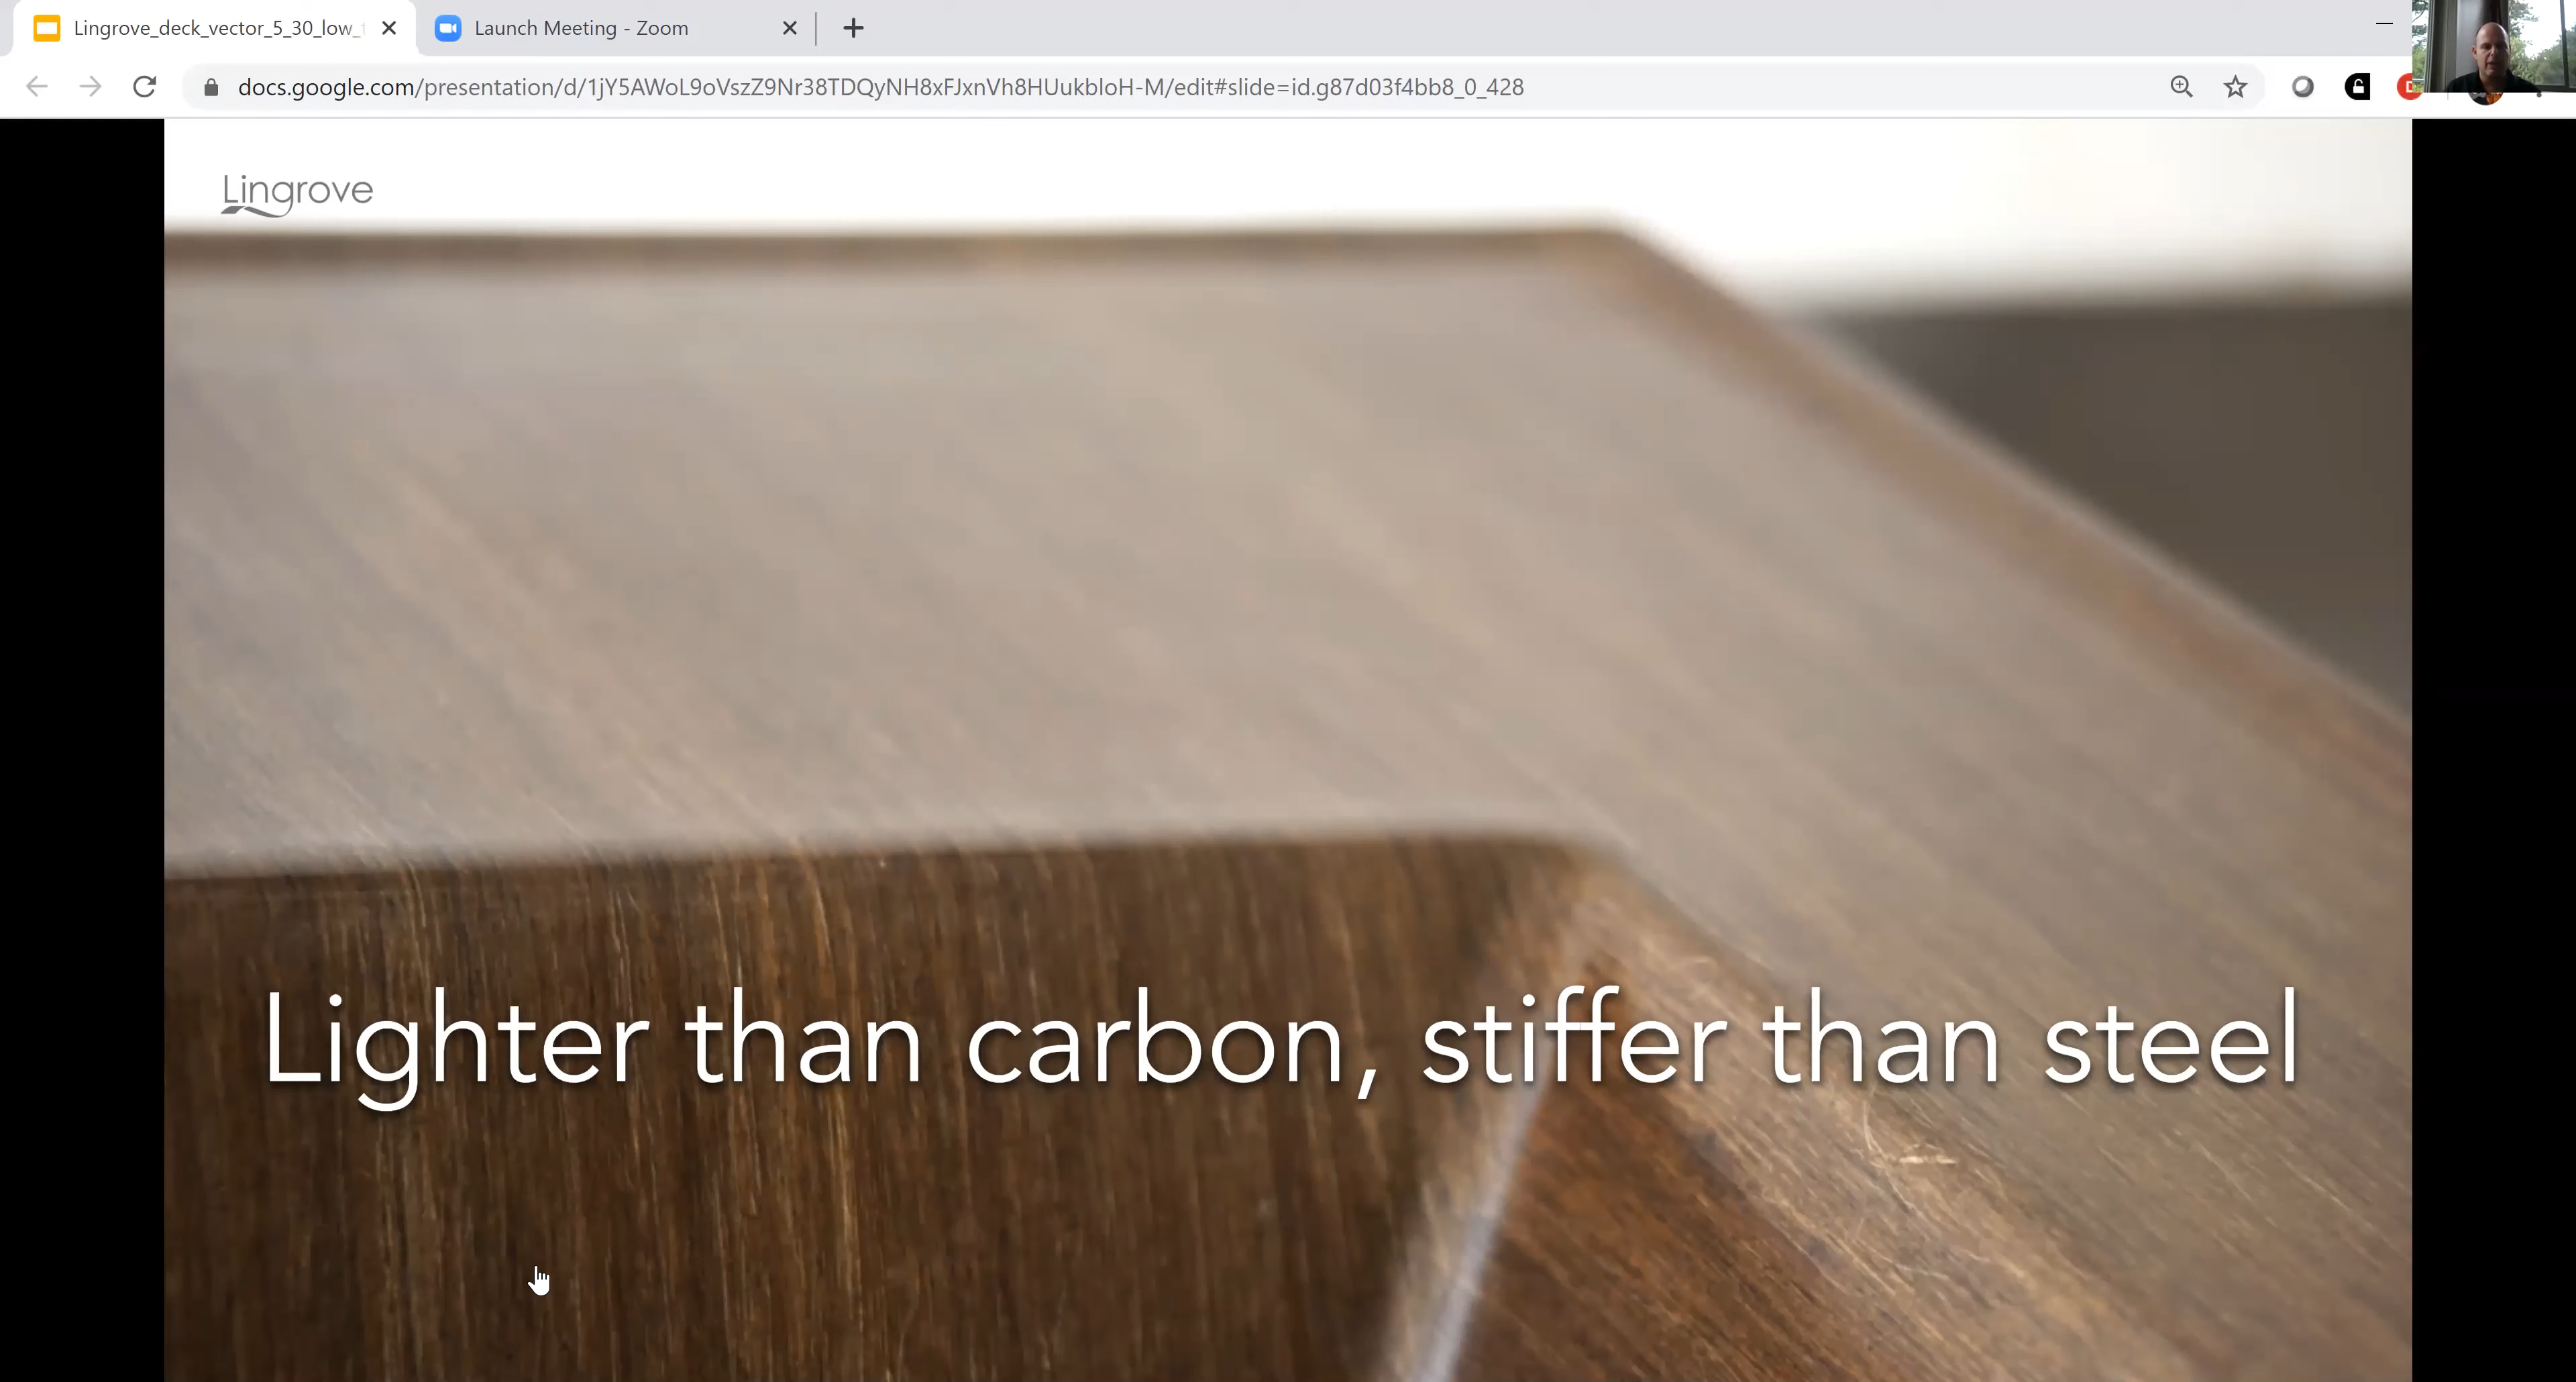 Lingrove_deck_vector_5_30_low_
Launch Meeting - Zoom
docs.google.com/presentation/d/1jY5AWoL9oVszZ9Nr38TDQyNH8xFJxnVh8HUukbloH-M/edit#slide=id.g87d03f4bb8_0_428
Lingrove
Lighter than carbon, stiffer than steel